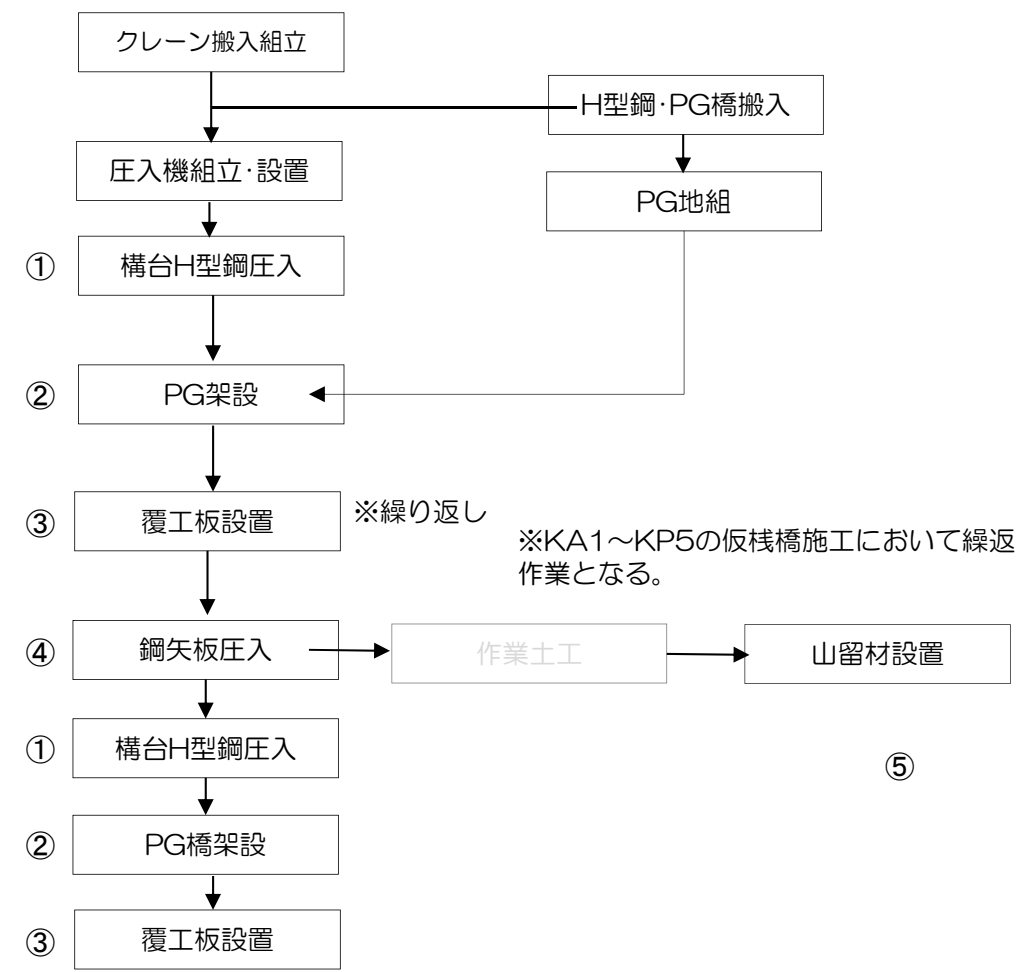 クレーン搬入組立
H型鋼・PG橋搬入
圧入機組立・設置
PG地組
① 構台H型鋼圧入
② PG架設
③ 覆工板設置
※繰り返し
※KA1～KP5の仮桟橋施工において繰返
作業となる。
④ 鋼矢板圧入
作業土工
山留材設置
① 構台H型鋼圧入
⑤
② PG橋架設
③ 覆工板設置